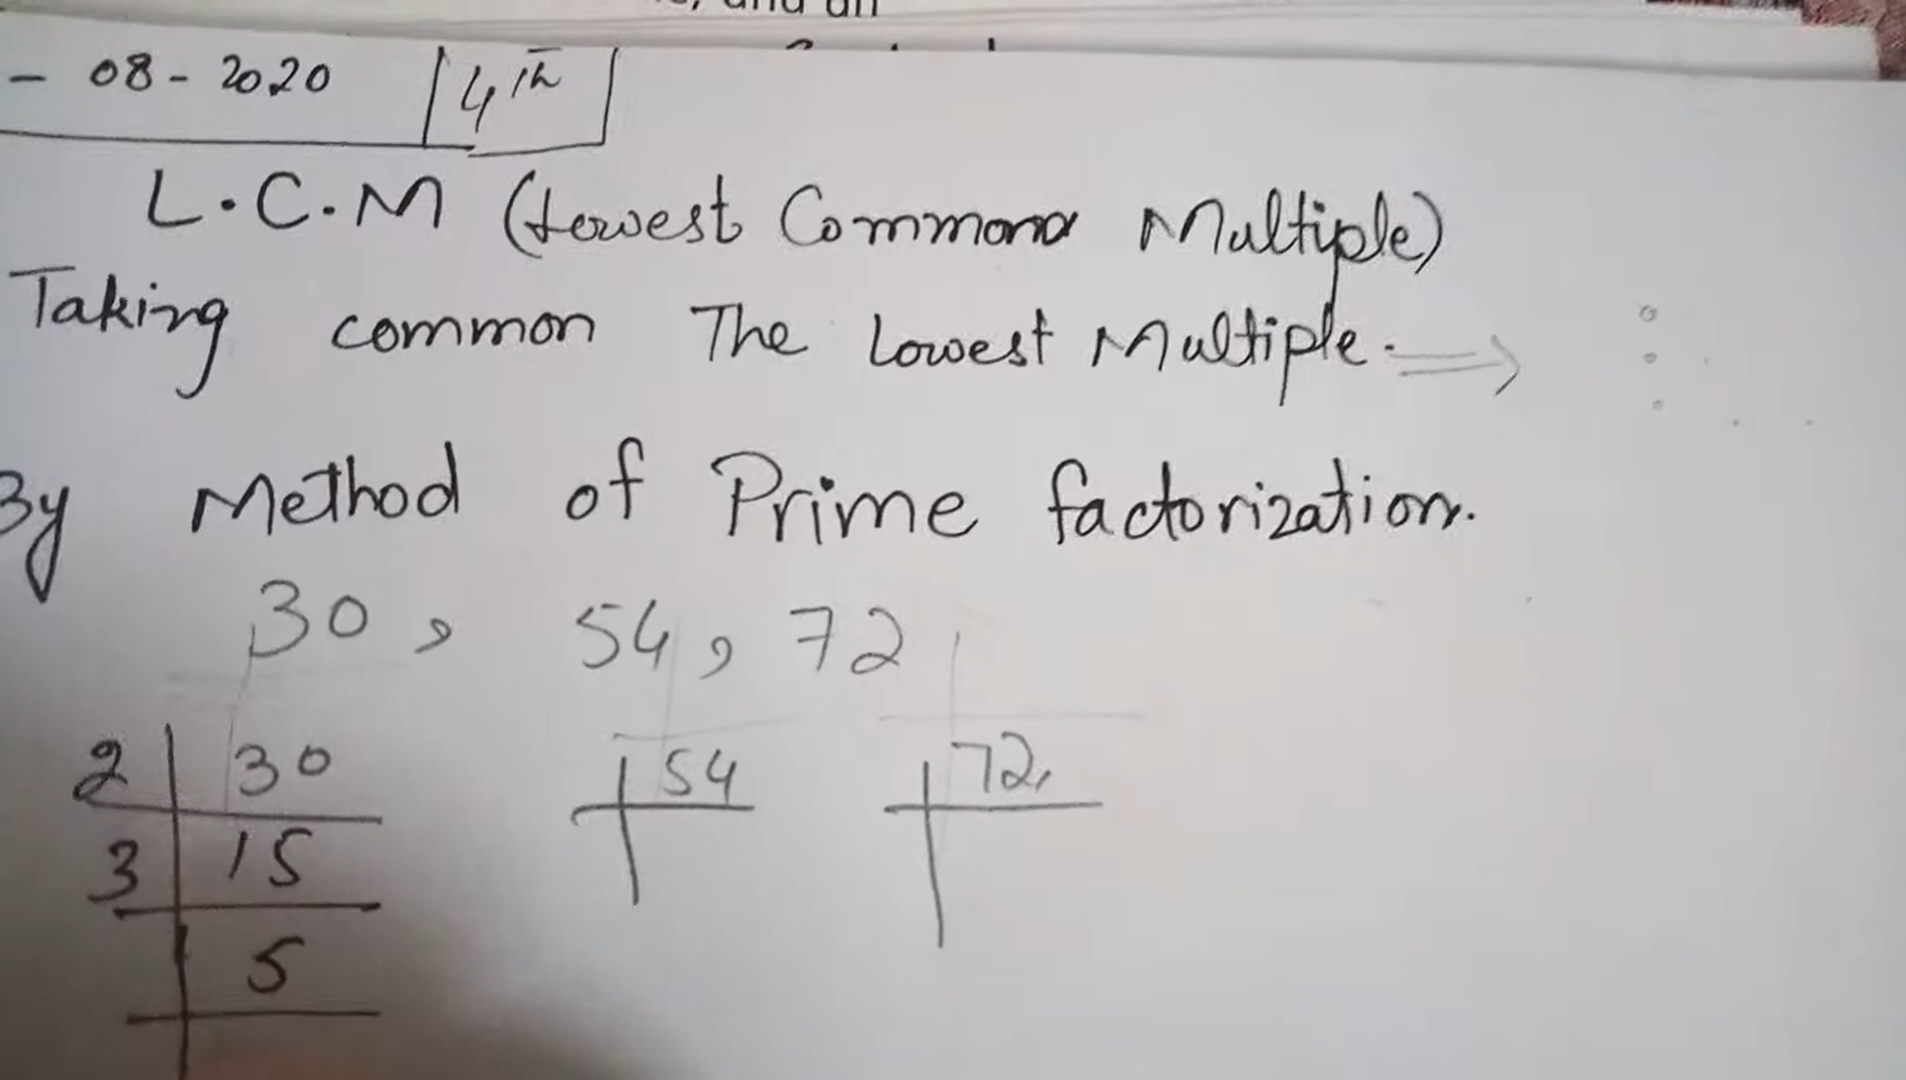 - 08 - 2020 4th
L.C.M (Lowest Common Multiple)
Taking common The Lowest Multiple. ⇒
By Method of Prime factorization.
30, 54, 72
2 30 54 72
3 15
5